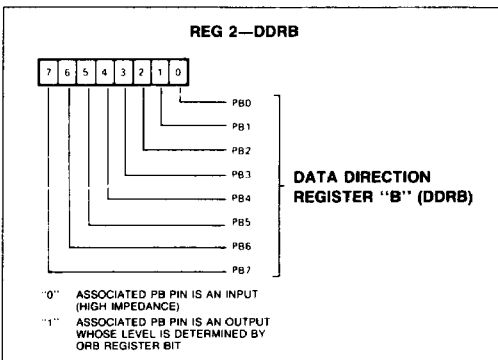 REG 2—DDRB
7 6 5 4 3 2 1 0
PB0
PB1
PB2
PB3
PB4
PB5
PB6
PB7
DATA DIRECTION
REGISTER "B" (DDRB)
"0" ASSOCIATED PB PIN IS AN INPUT
(HIGH IMPEDANCE)
"1" ASSOCIATED PB PIN IS AN OUTPUT
WHOSE LEVEL IS DETERMINED BY
ORB REGISTER BIT